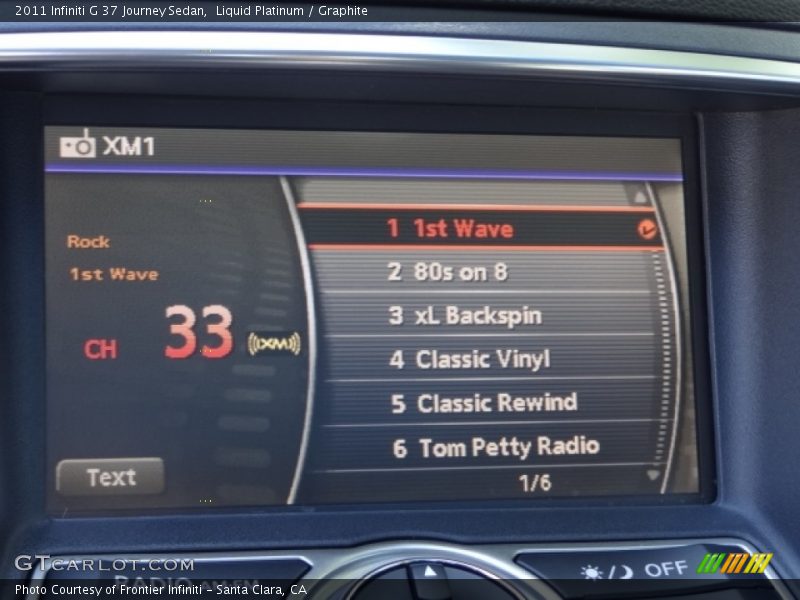 2011 Infiniti G 37 Journey Sedan,  Liquid Platinum / Graphite
XM1
Rock
1st Wave
CH 33 ((XM))
Text
1 1st Wave
2 80s on 8
3 xL Backspin
4 Classic Vinyl
5 Classic Rewind
6 Tom Petty Radio
1/6
RADIO
OFF
GTcarlot.com
Photo Courtesy of Frontier Infiniti - Santa Clara, CA